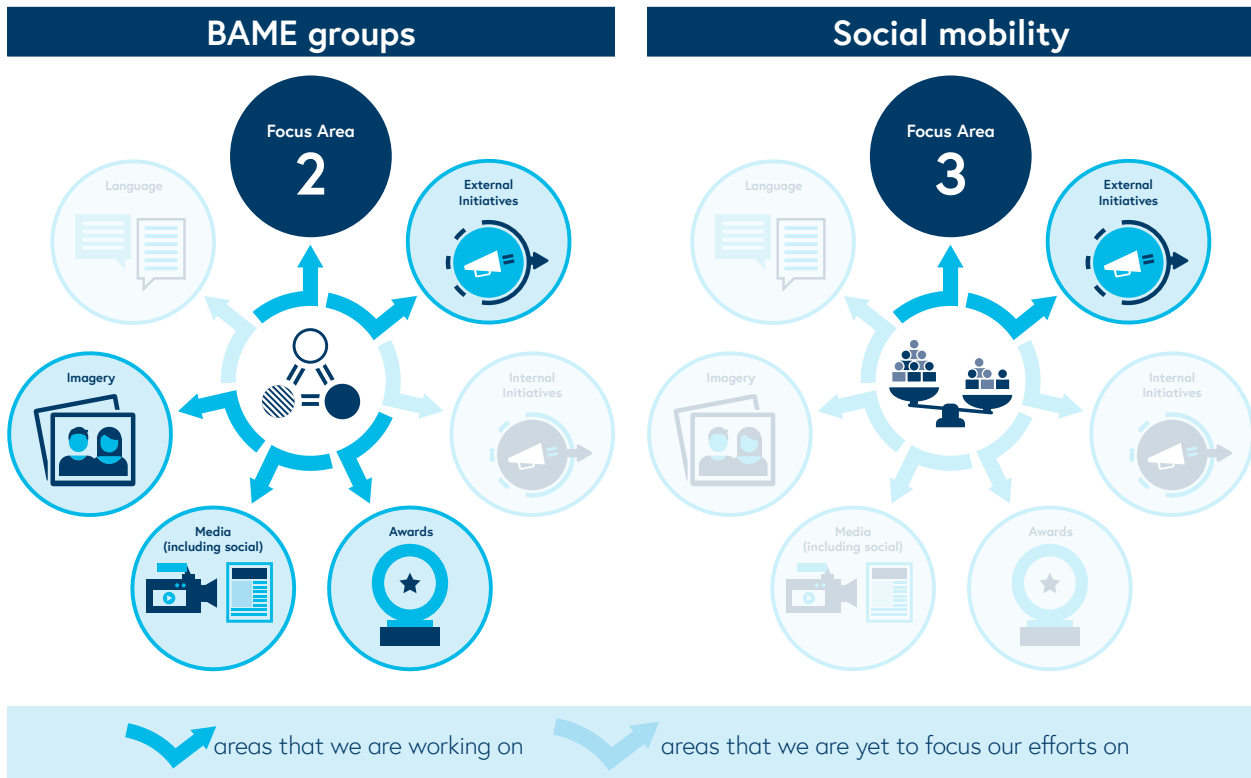 BAME groups
Focus Area
2
Language
External
Initiatives
Imagery
Internal
Initiatives
Media
(including social)
Awards
Social mobility
Focus Area
3
Language
External
Initiatives
Imagery
Internal
Initiatives
Media
(including social)
Awards
areas that we are working on
areas that we are yet to focus our efforts on